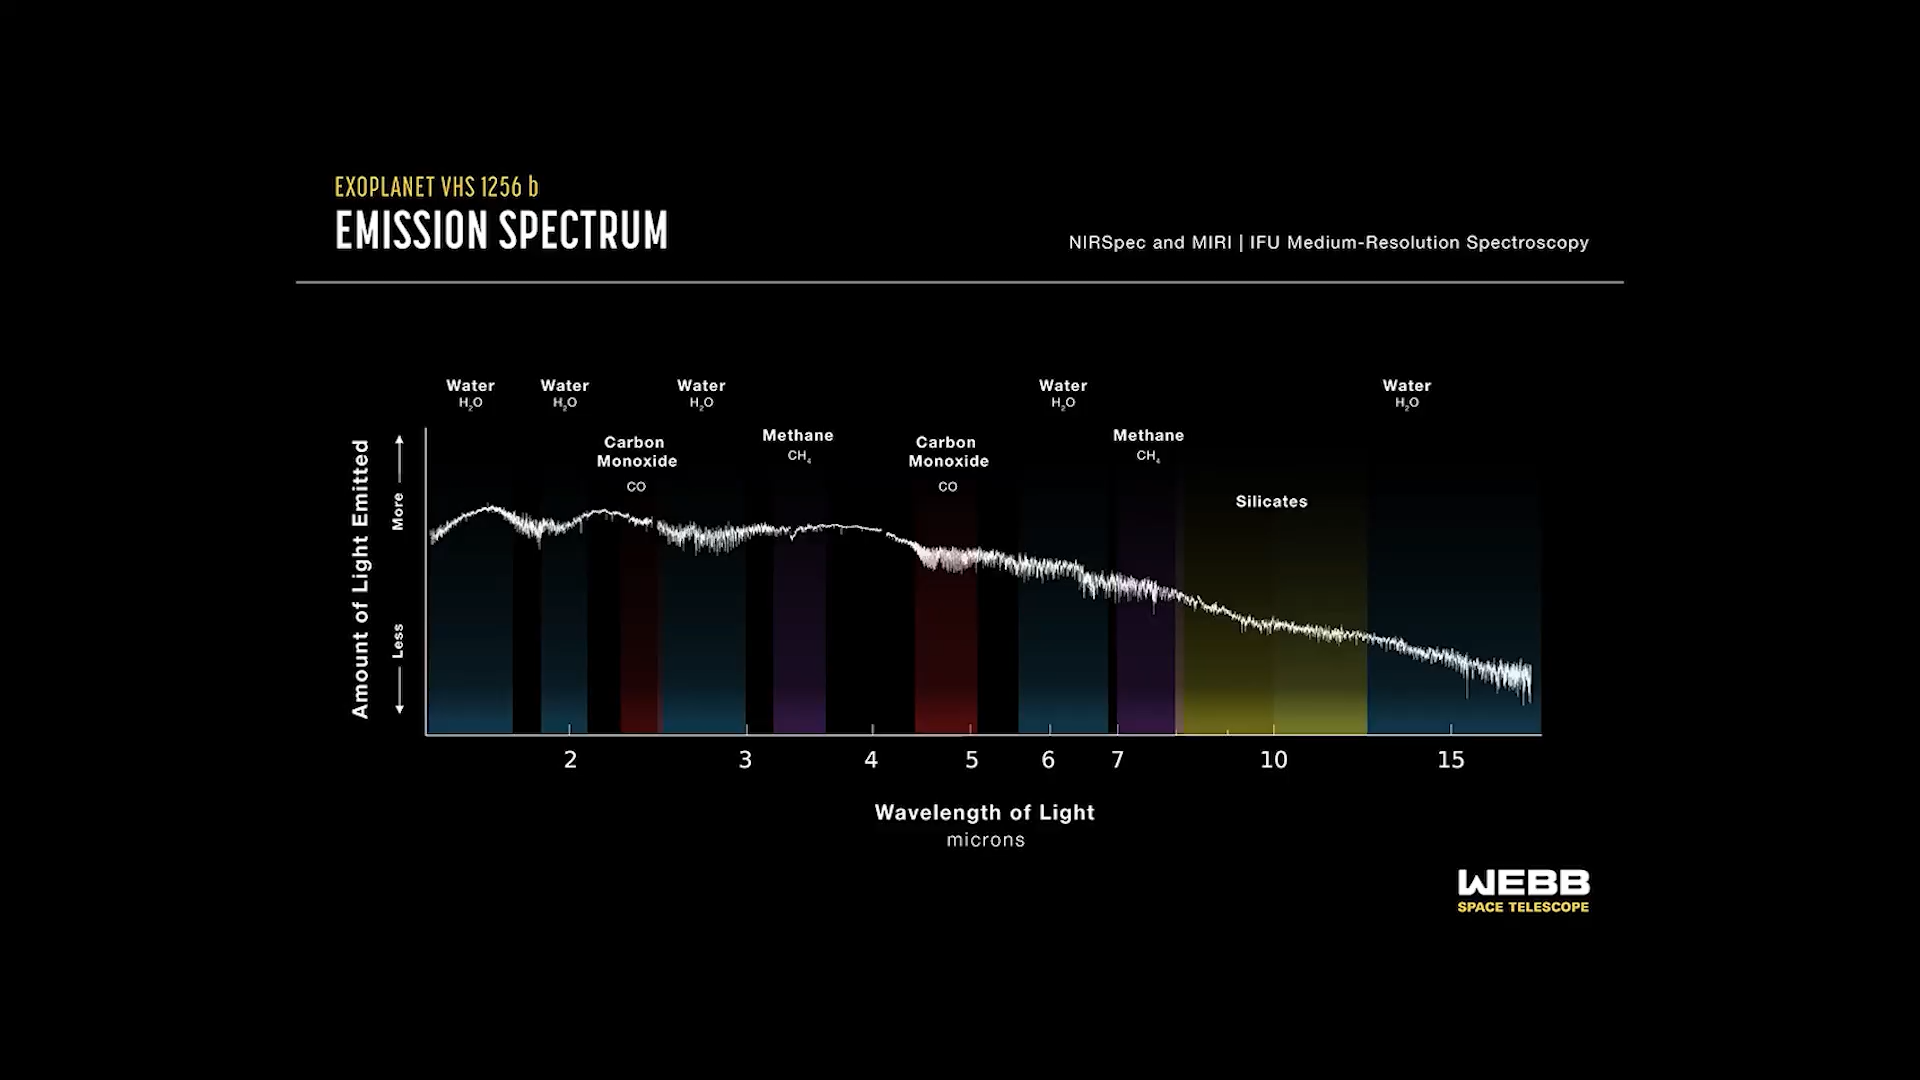 EXOPLANET VHS 1256 b
EMISSION SPECTRUM
NIRSpec and MIRI | IFU Medium-Resolution Spectroscopy
Water
H₂O
Water
H₂O
Water
H₂O
Water
H₂O
Water
H₂O
Carbon
Monoxide
CO
Methane
CH₄
Carbon
Monoxide
CO
Methane
CH₄
Silicates
Amount of Light Emitted
More
Less
2 3 4 5 6 7 10 15
Wavelength of Light
microns
WEBB
SPACE TELESCOPE